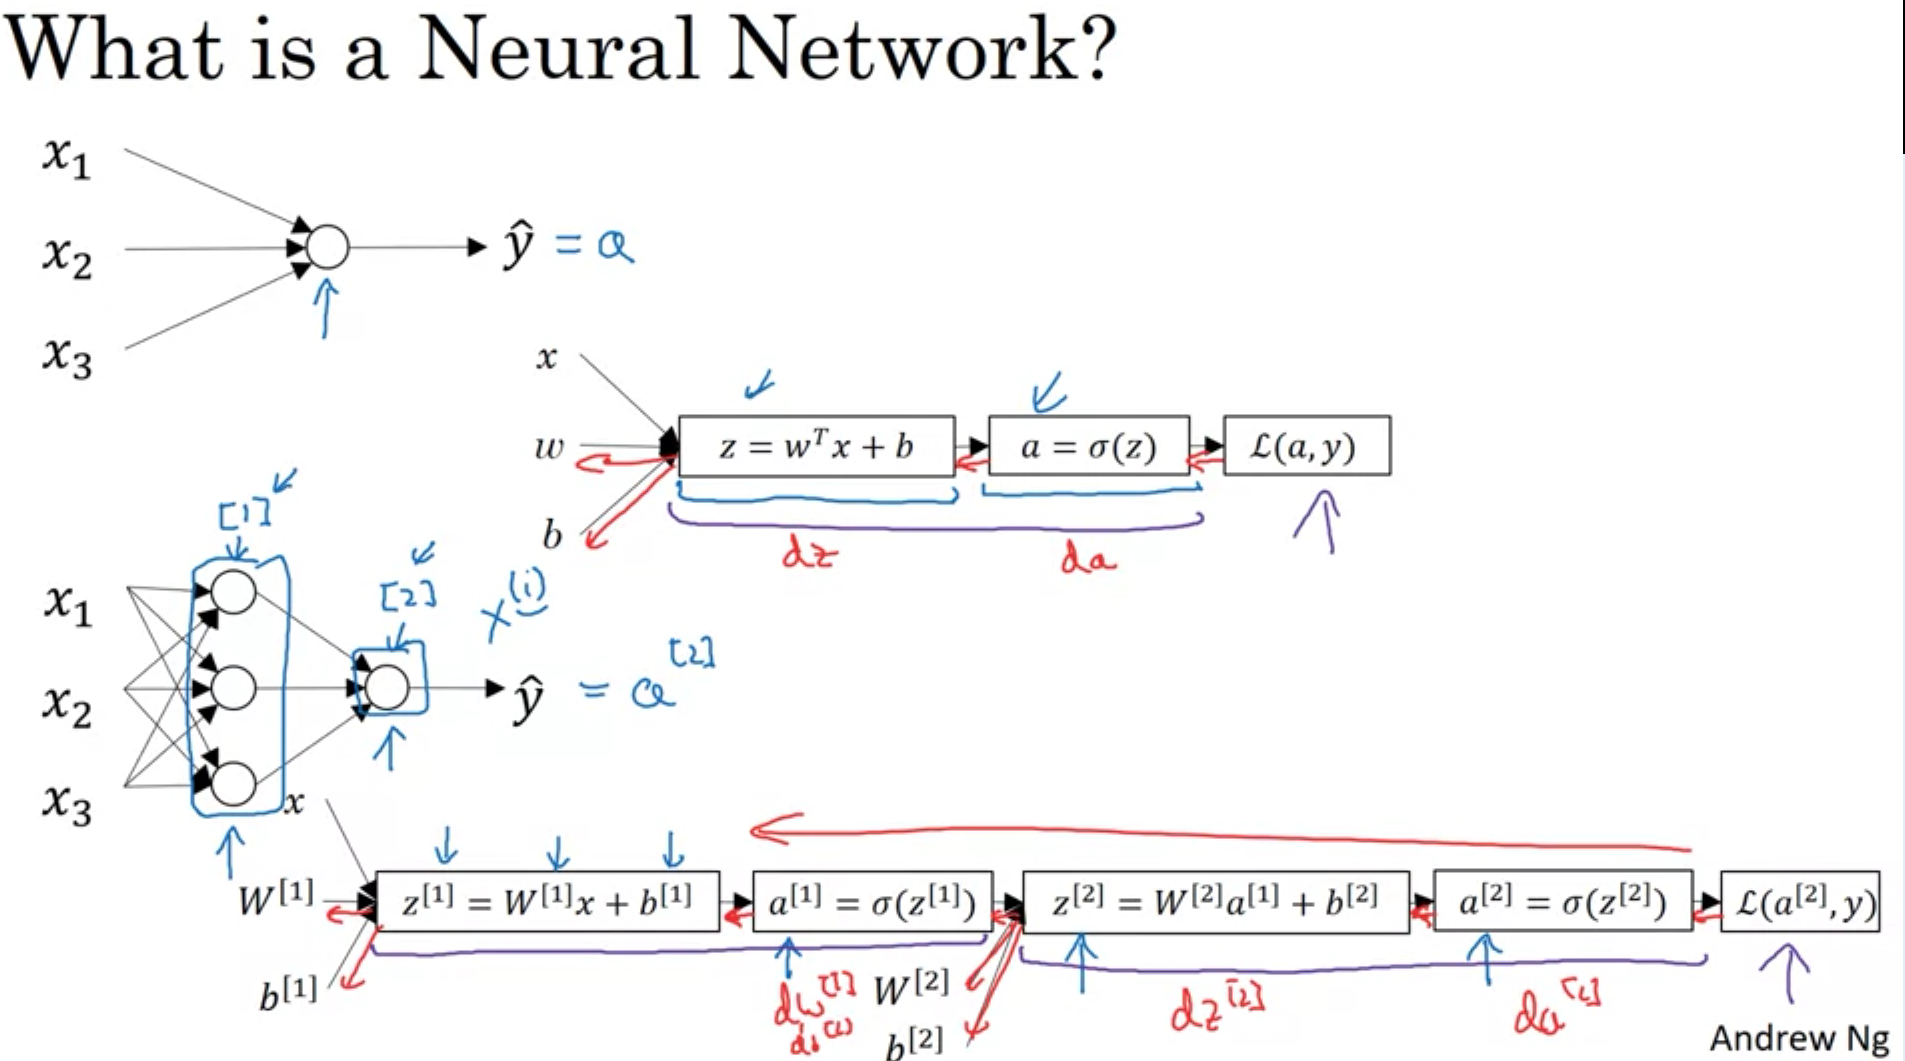 What is a Neural Network?
x₁
x₂
x₃
ŷ = a
x
w
b
z = wᵀx + b
a = σ(z)
ℒ(a, y)
dz
da
[1]
[2]
x⁽ⁱ⁾
x₁
x₂
x₃
ŷ = a[2]
x
W[1]
b[1]
z[1] = W[1]x + b[1]
a[1] = σ(z[1])
z[2] = W[2]a[1] + b[2]
a[2] = σ(z[2])
ℒ(a[2], y)
dW[1]
W[2]
b[2]
dz[2]
da[2]
Andrew Ng